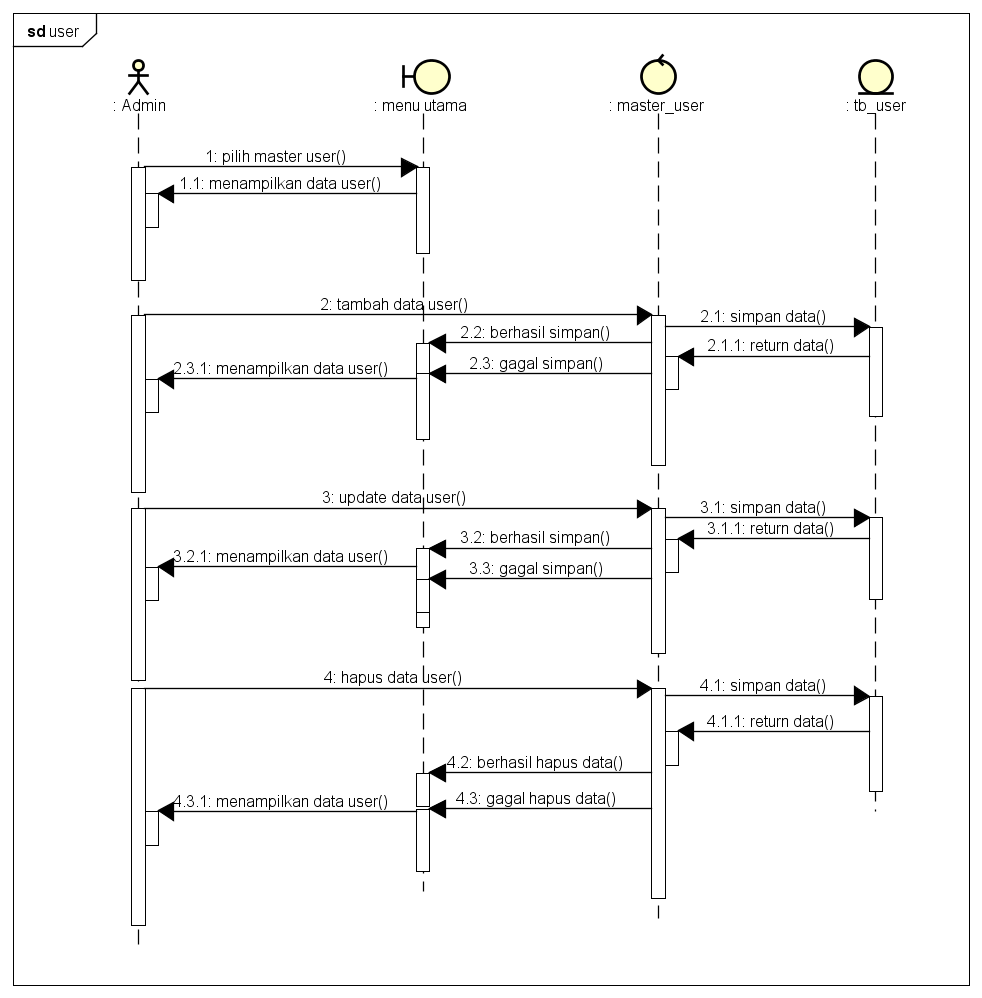 sd user
: Admin
: menu utama
: master_user
: tb_user
1: pilih master user()
1.1: menampilkan data user()
2: tambah data user()
2.1: simpan data()
2.2: berhasil simpan()
2.1.1: return data()
2.3: gagal simpan()
2.3.1: menampilkan data user()
3: update data user()
3.1: simpan data()
3.1.1: return data()
3.2: berhasil simpan()
3.2.1: menampilkan data user()
3.3: gagal simpan()
4: hapus data user()
4.1: simpan data()
4.1.1: return data()
4.2: berhasil hapus data()
4.3: gagal hapus data()
4.3.1: menampilkan data user()